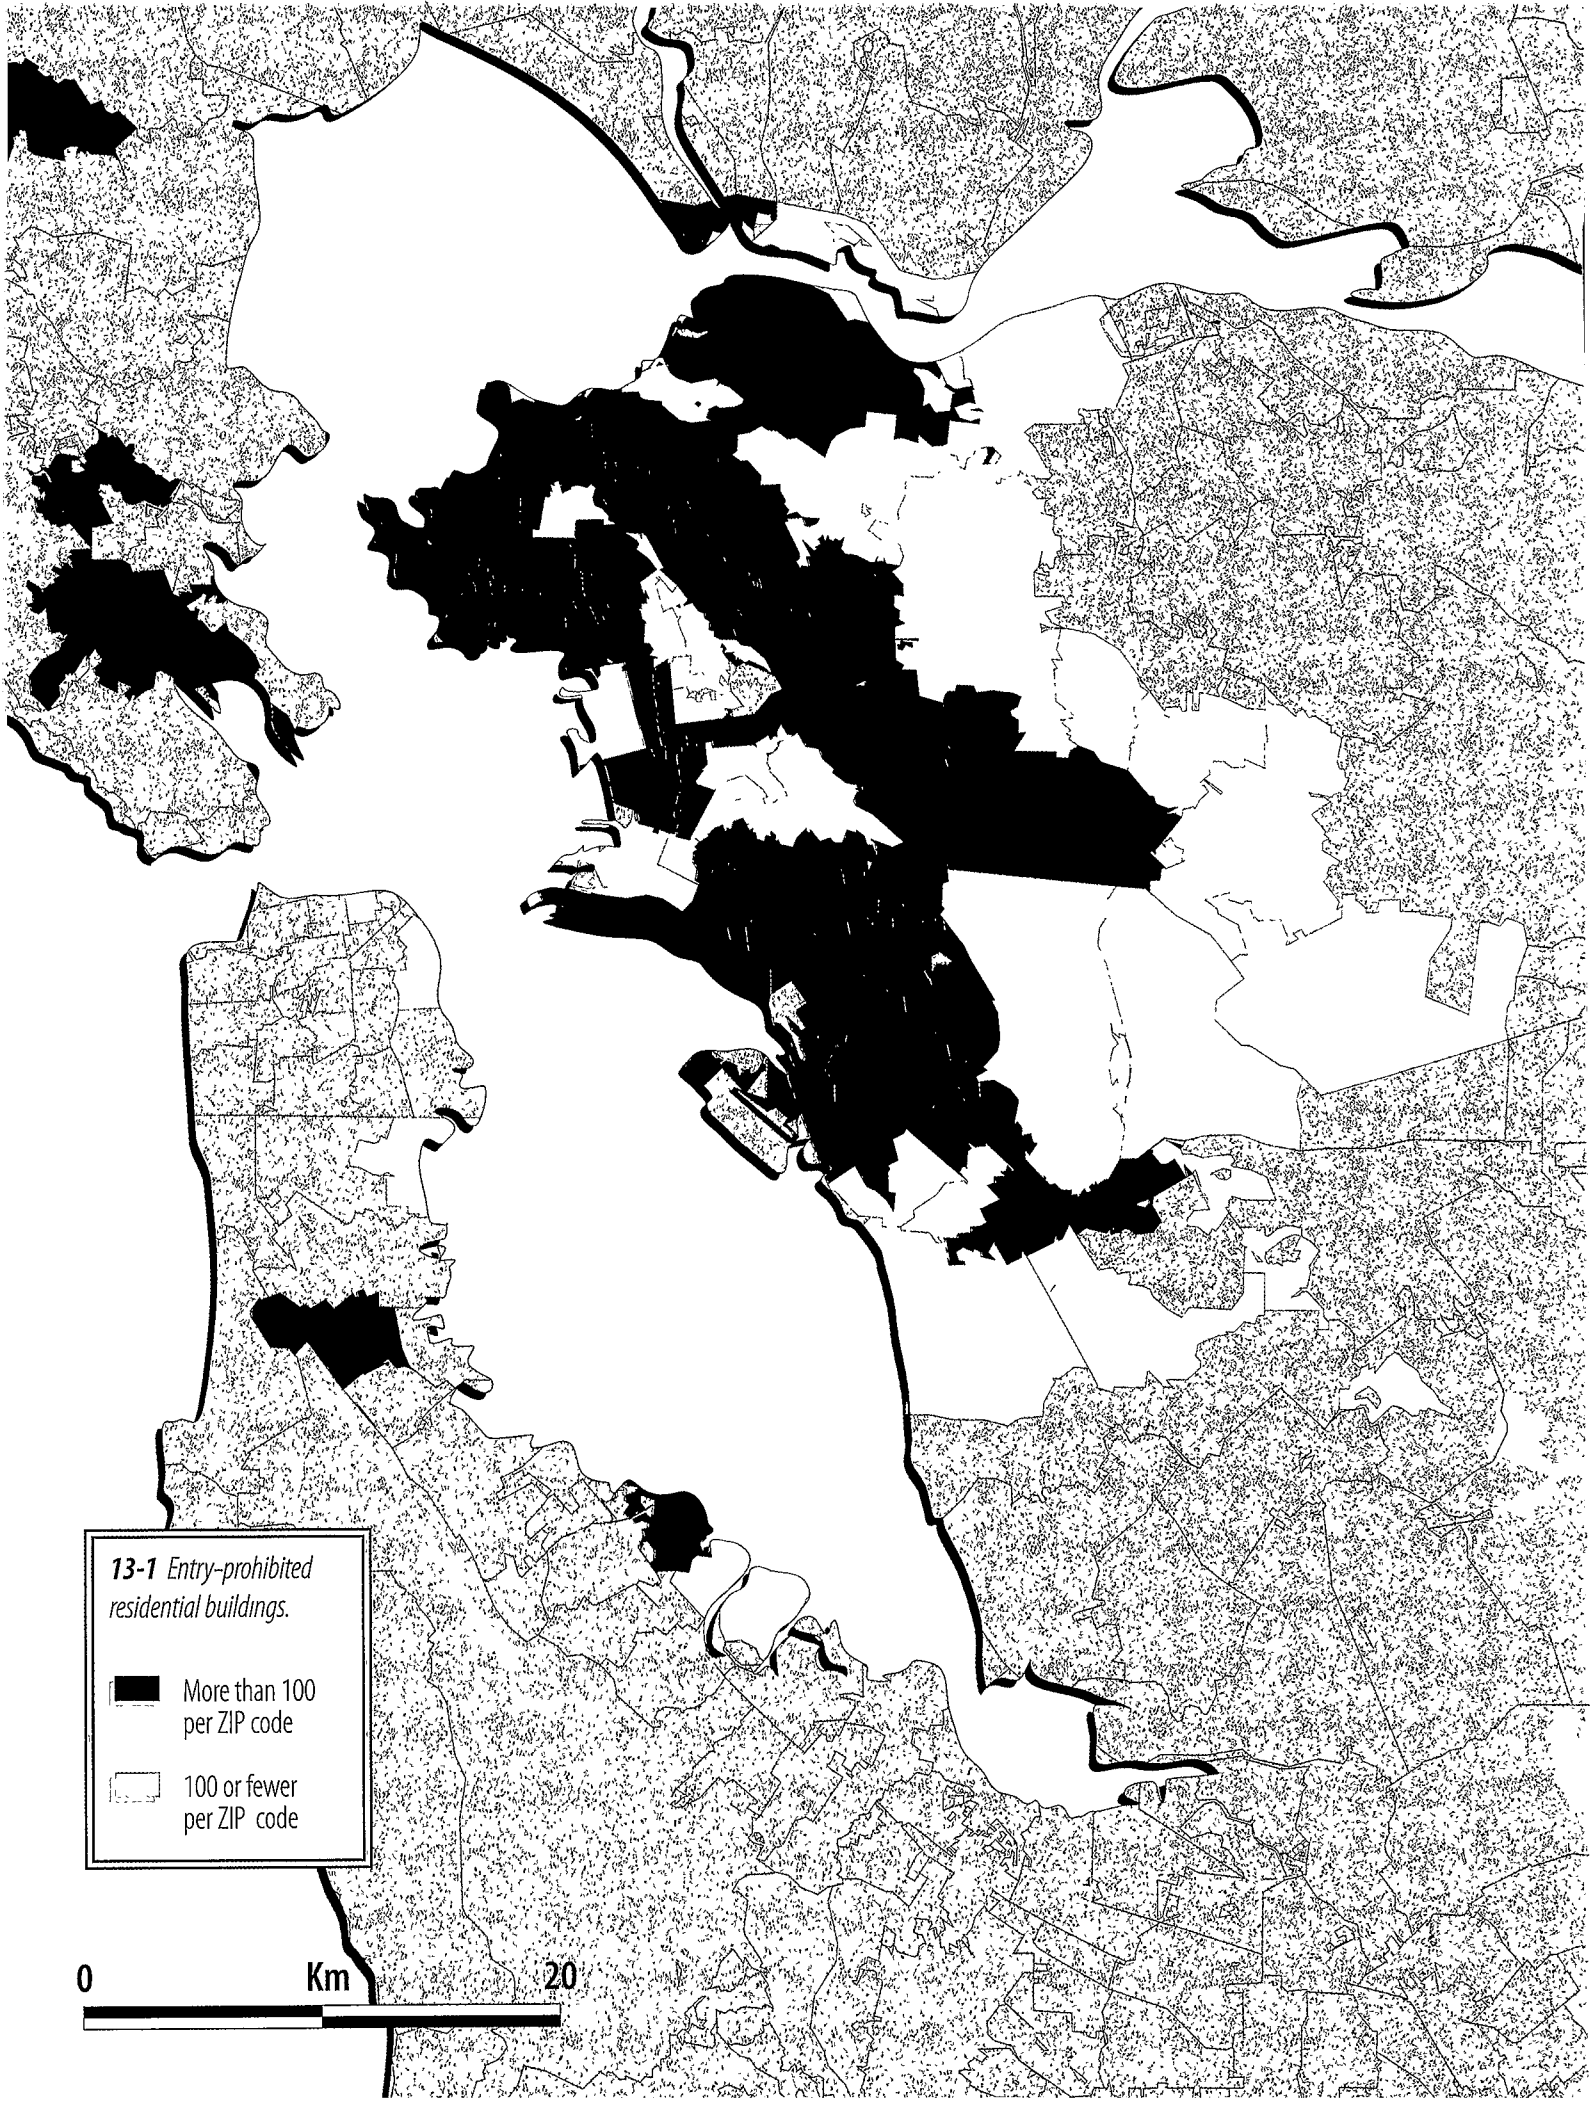 13-1 Entry-prohibited
residential buildings.
More than 100
per ZIP code
100 or fewer
per ZIP code
0 Km 20